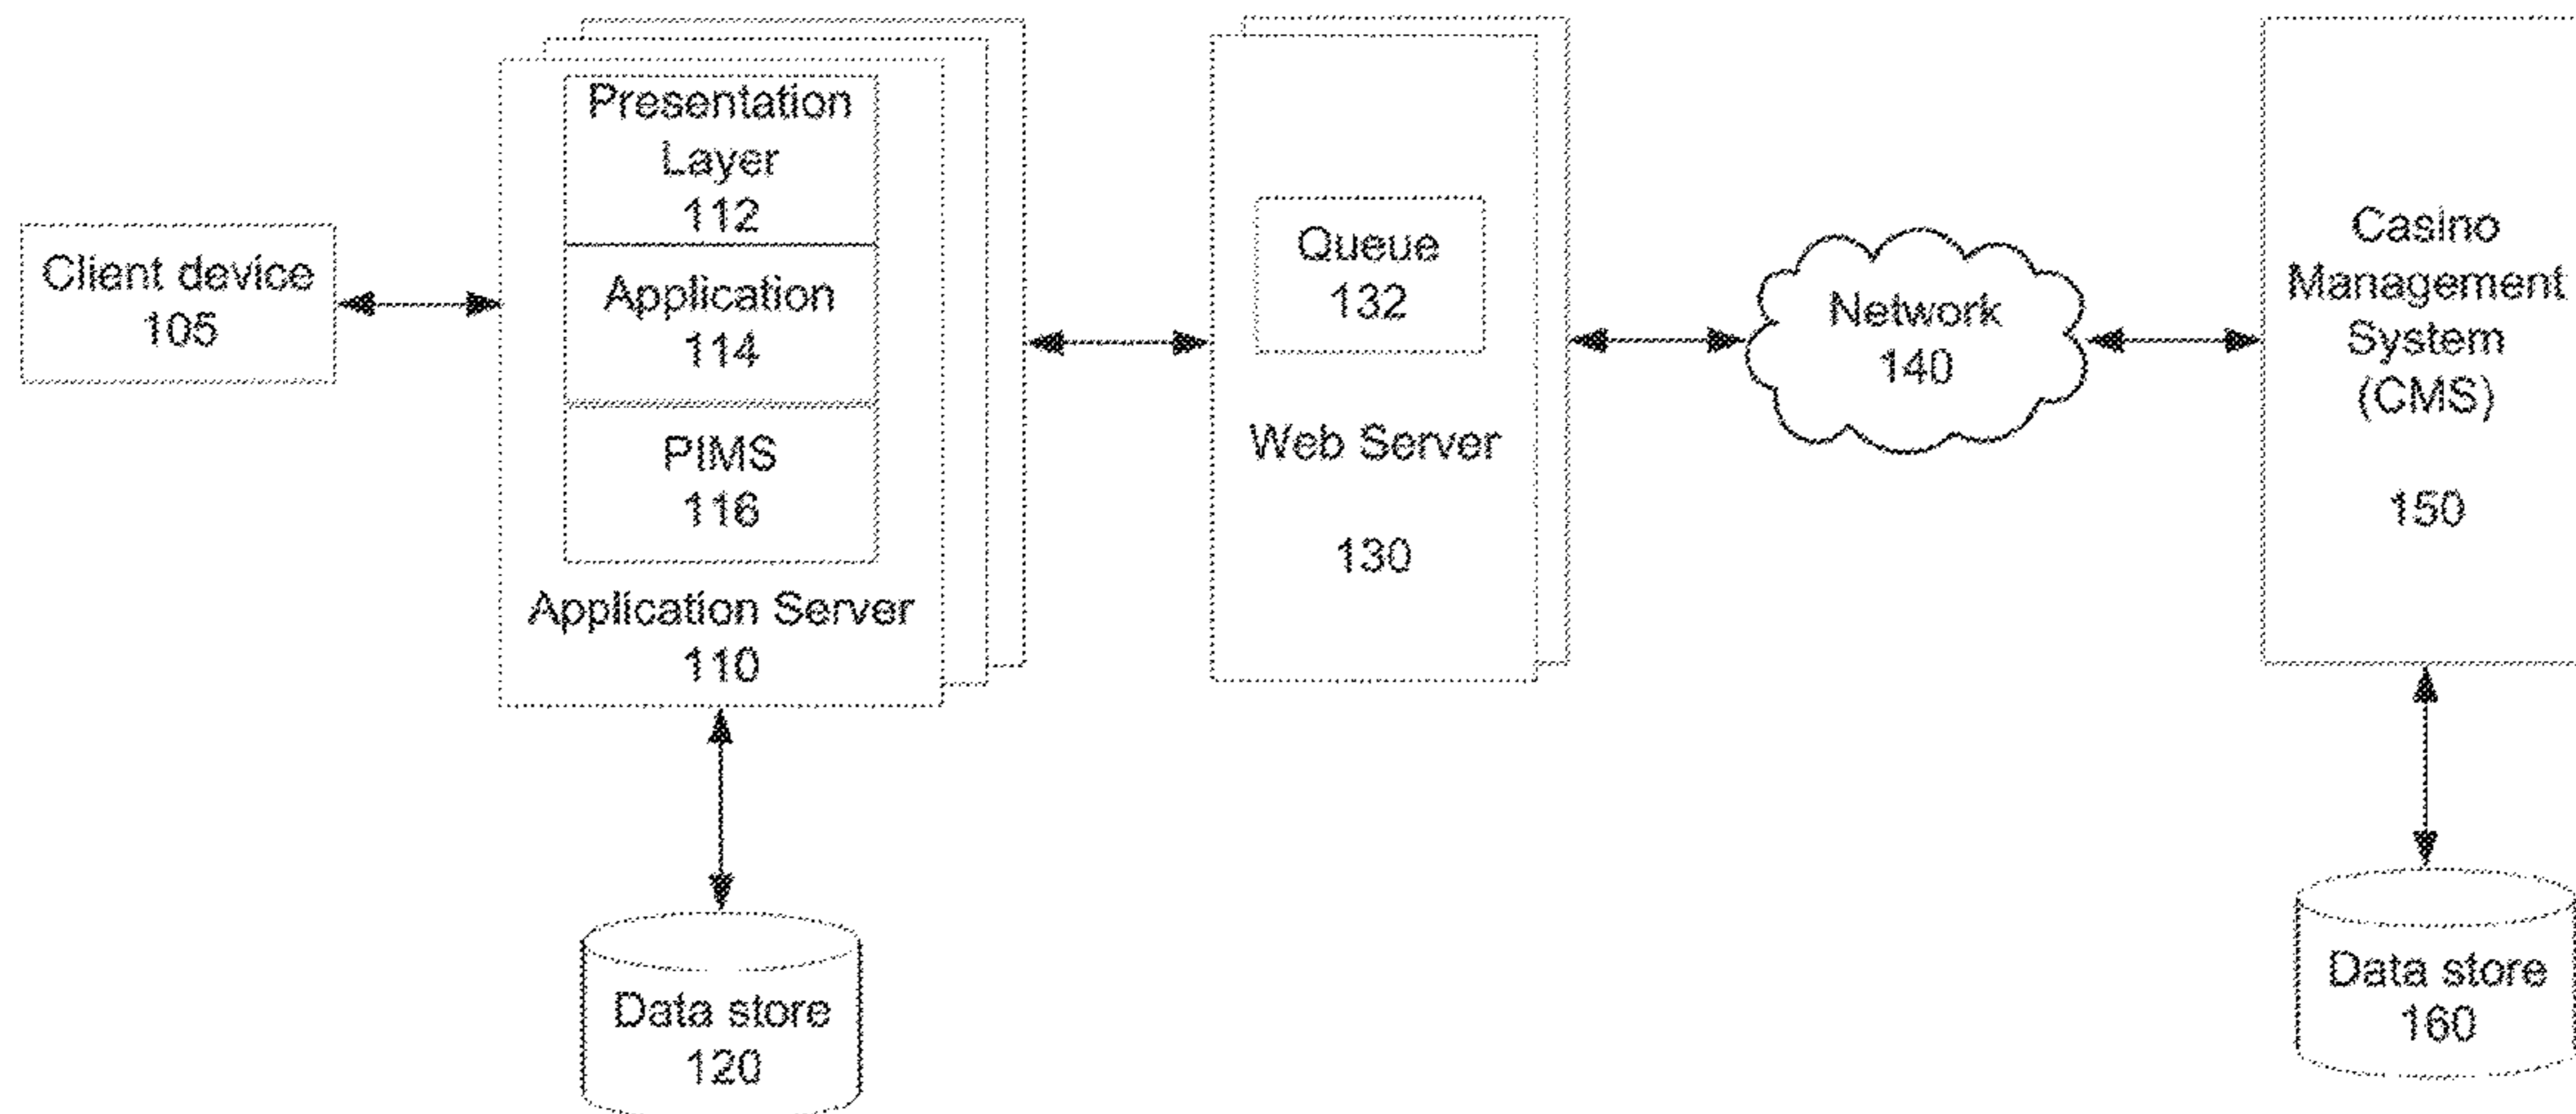 Client device
105
Presentation
Layer
112
Application
114
PIMS
116
Application Server
110
Data store
120
Queue
132
Web Server
130
Network
140
Casino
Management
System
(CMS)
150
Data store
160